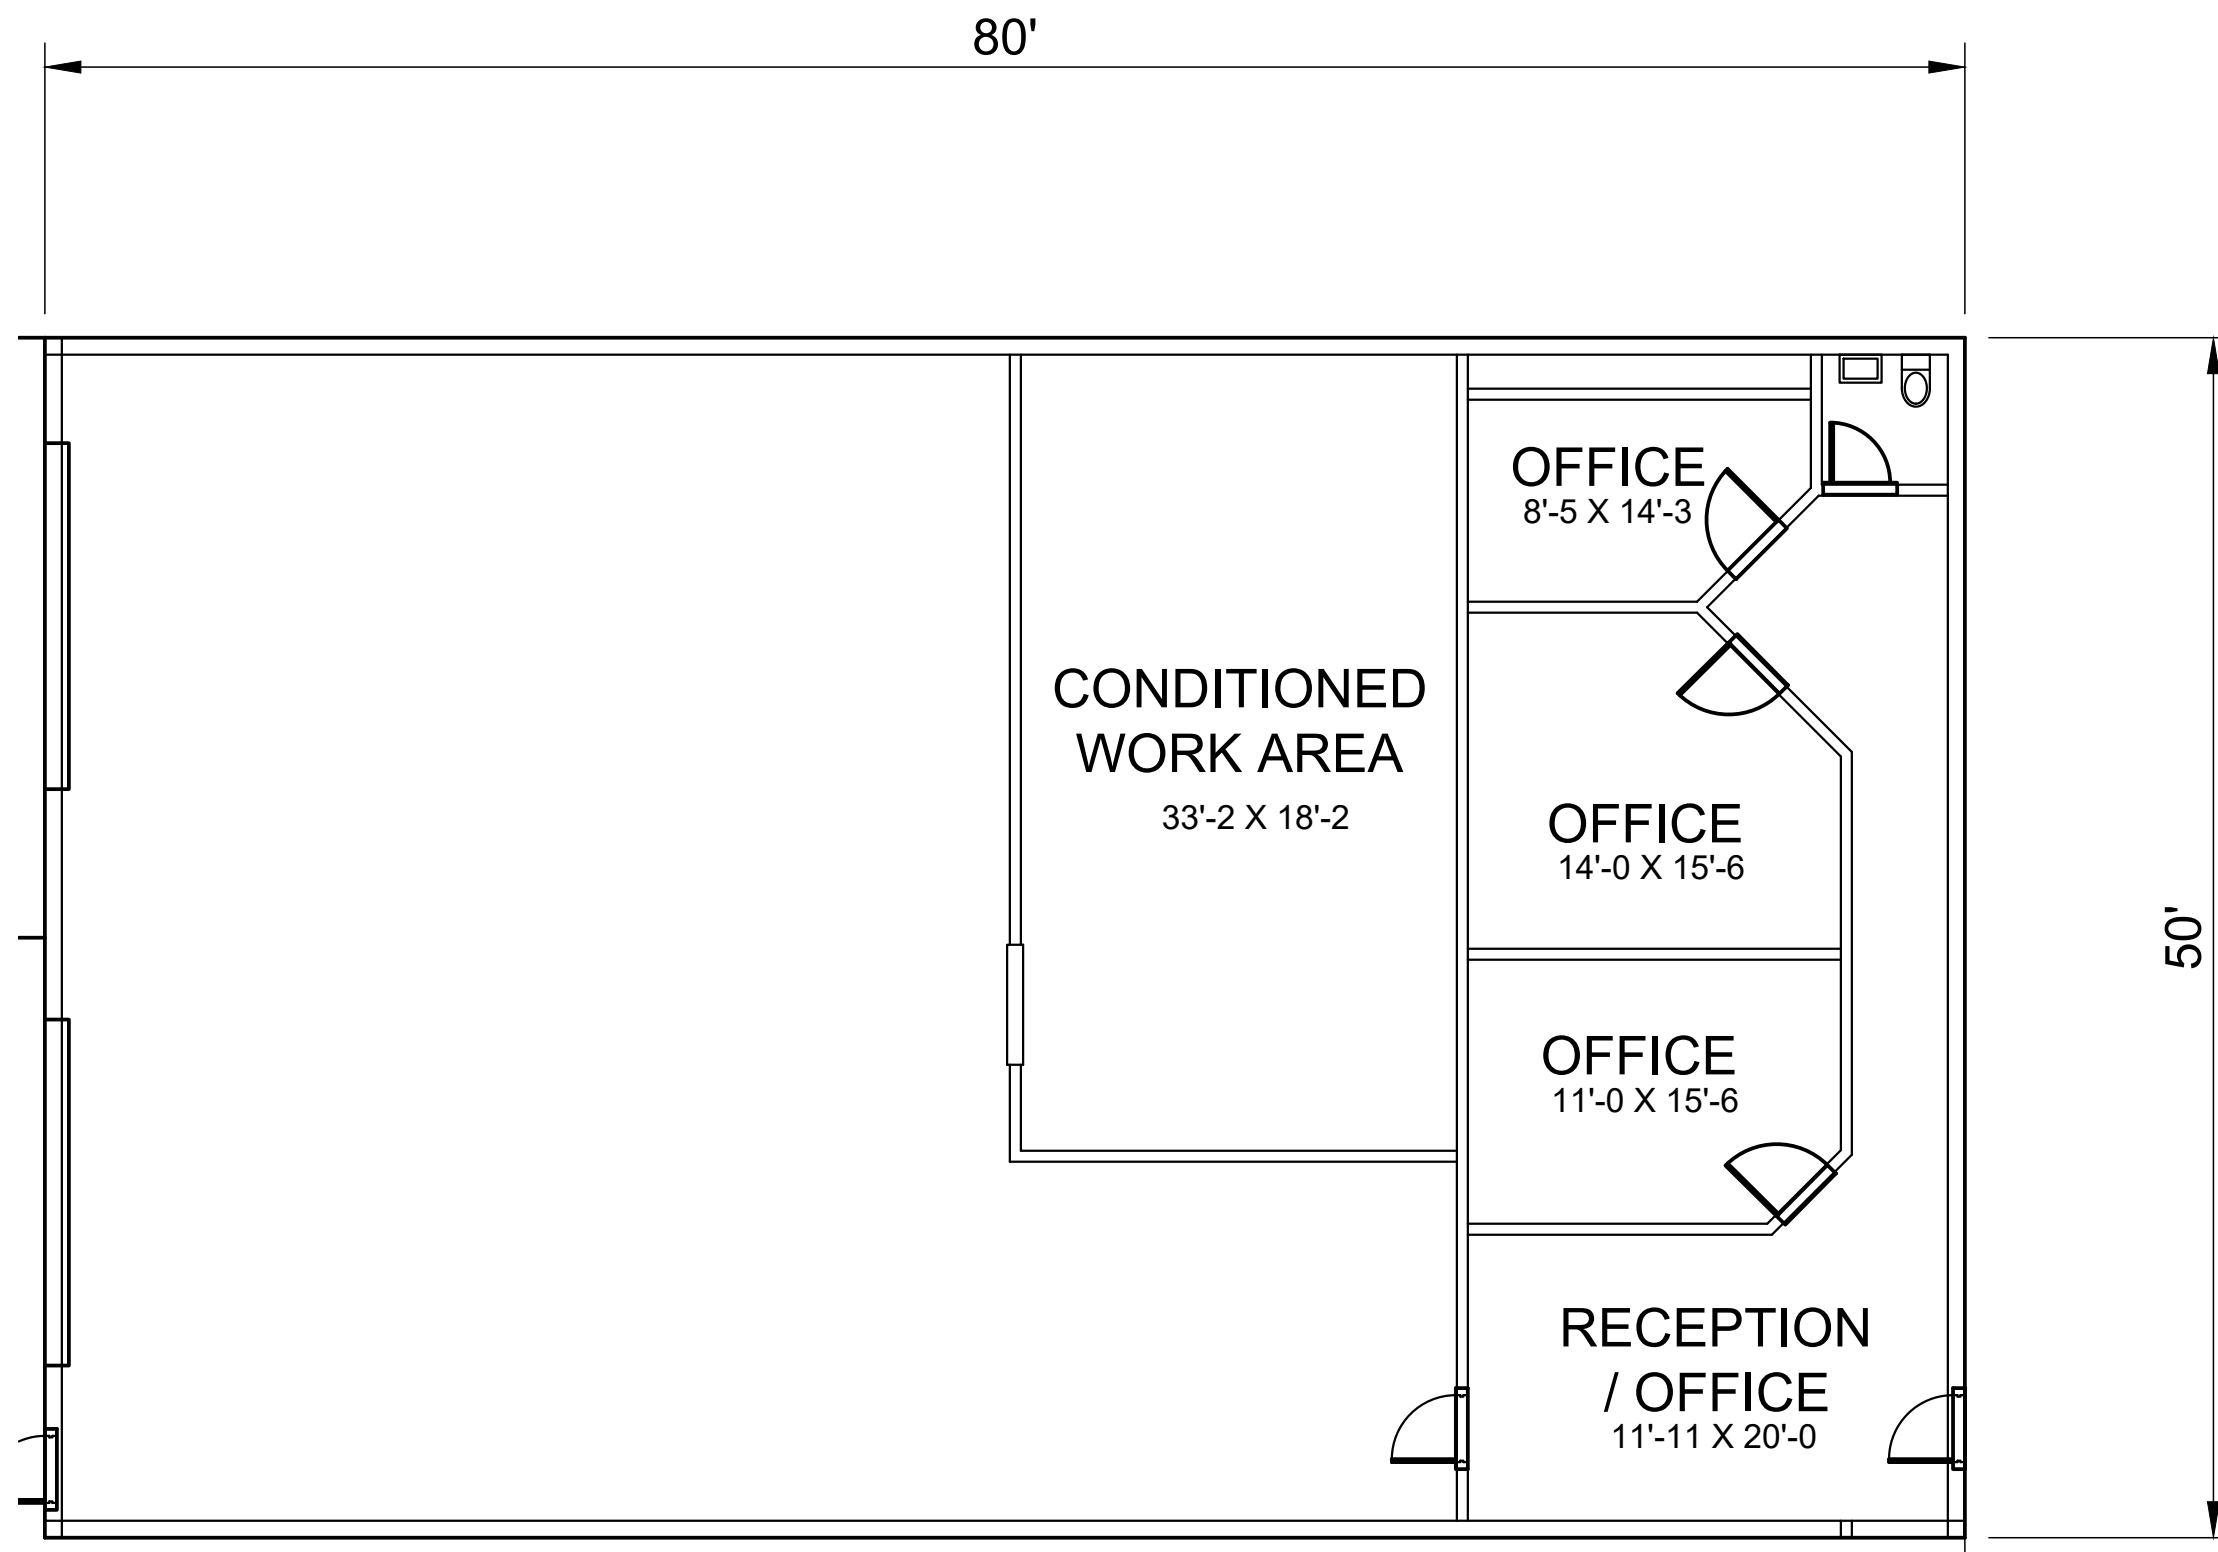 80'
OFFICE
8'-5 X 14'-3
CONDITIONED
WORK AREA
33'-2 X 18'-2
OFFICE
14'-0 X 15'-6
50'
OFFICE
11'-0 X 15'-6
RECEPTION
/ OFFICE
11'-11 X 20'-0